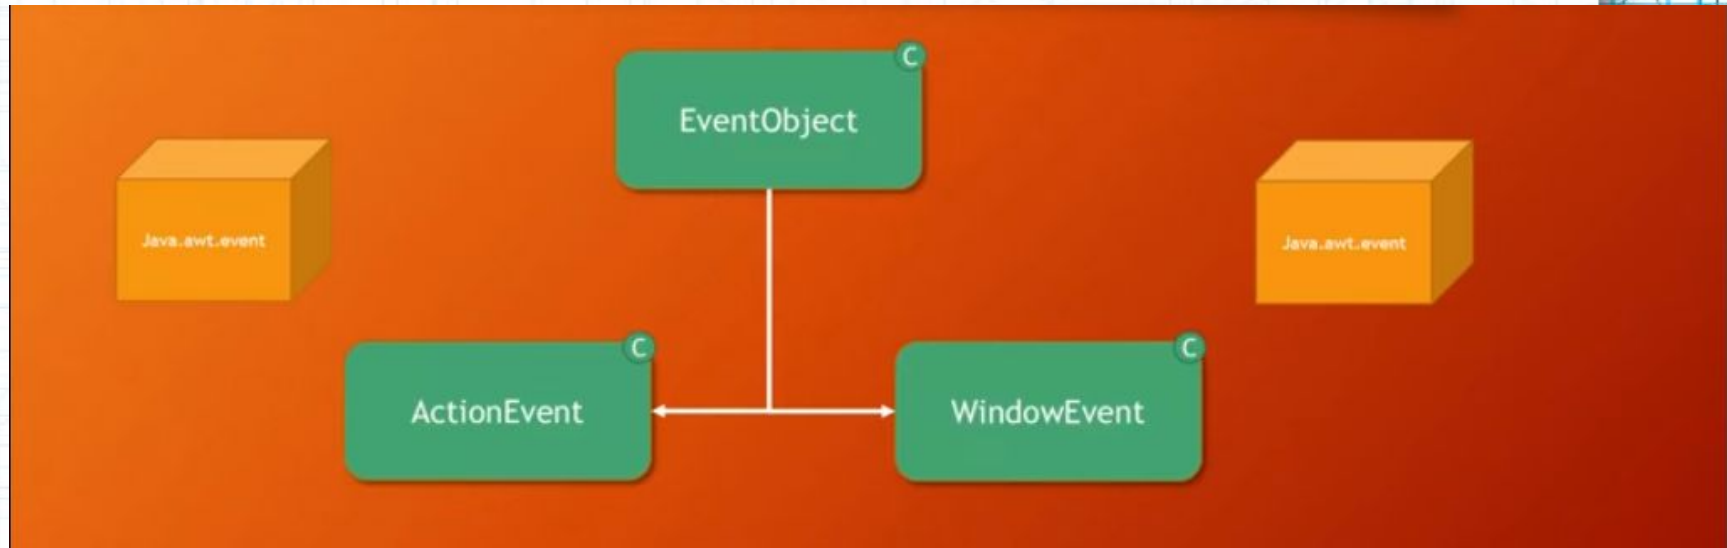 C
EventObject
Java.awt.event
Java.awt.event
C
ActionEvent
C
WindowEvent